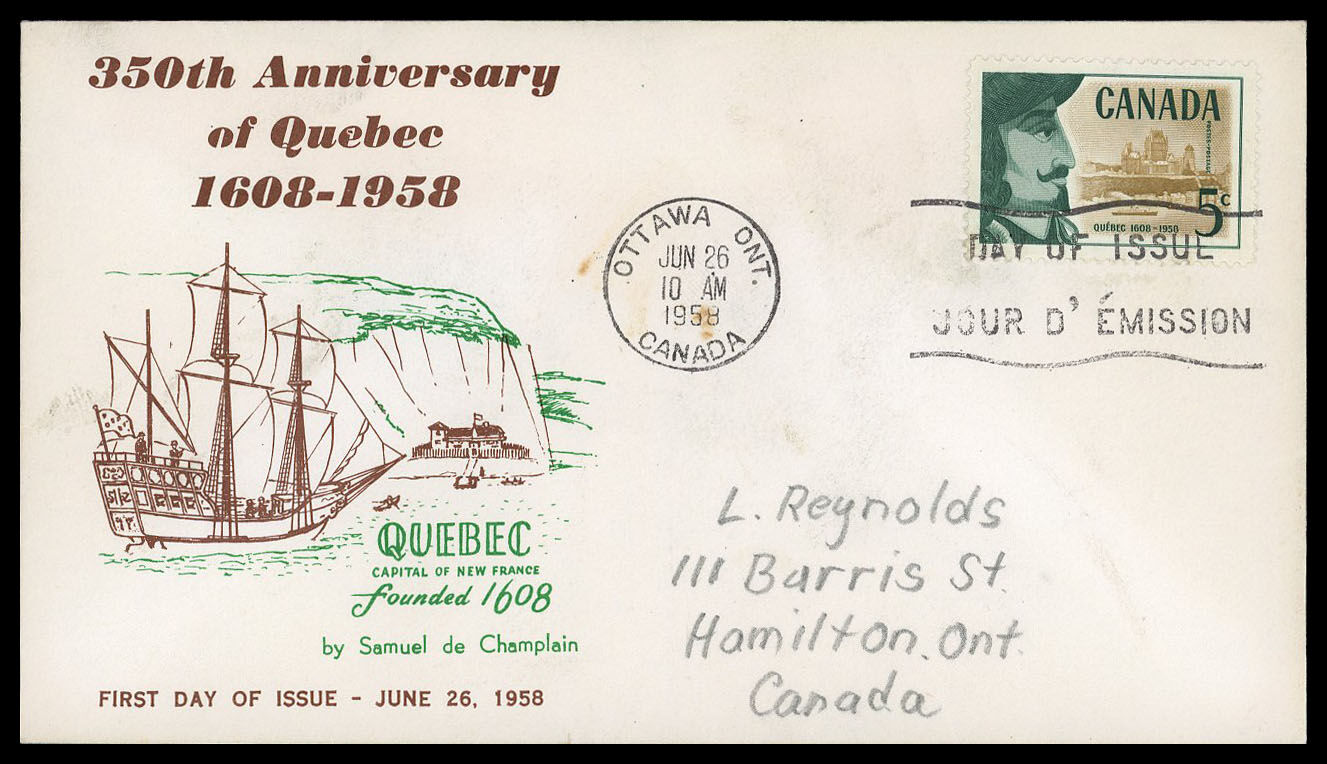 350th Anniversary
of Quebec
1608-1958
CANADA
POSTES-POSTAGE
5c
QUÉBEC 1608-1958
OTTAWA ONT.
JUN 26
10 AM
1958
CANADA
DAY OF ISSUE
JOUR D'ÉMISSION
QUEBEC
CAPITAL OF NEW FRANCE
founded 1608
by Samuel de Champlain
FIRST DAY OF ISSUE - JUNE 26, 1958
L. Reynolds
111 Barris St.
Hamilton, Ont.
Canada